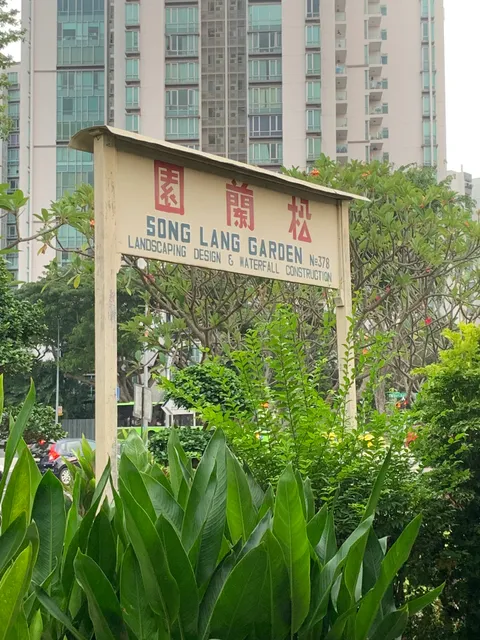 園蘭松
SONG LANG GARDEN №378
LANDSCAPING DESIGN & WATERFALL CONSTRUCTION